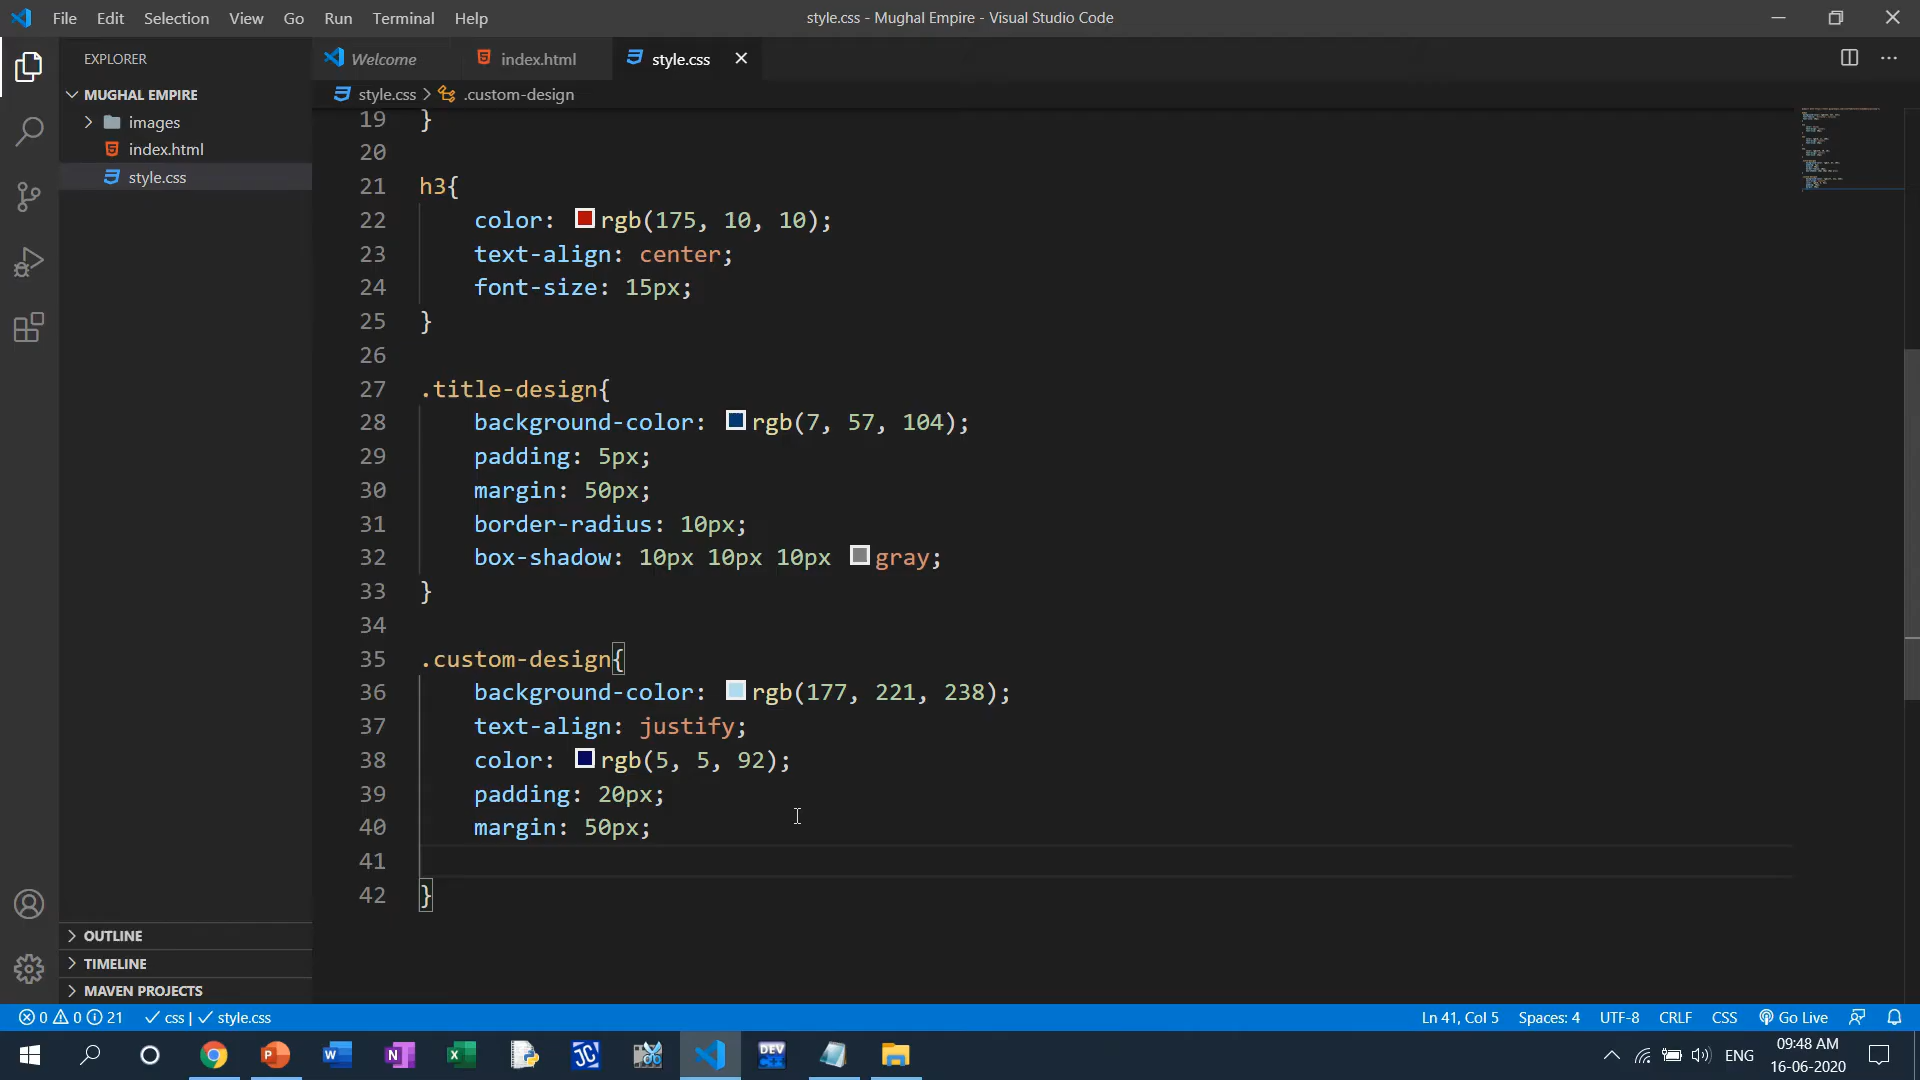 File Edit Selection View Go Run Terminal Help
style.css - Mughal Empire - Visual Studio Code
EXPLORER
MUGHAL EMPIRE
images
index.html
style.css
OUTLINE
TIMELINE
MAVEN PROJECTS
Welcome index.html style.css
style.css > .custom-design
19 }
20
21 h3{
22 color: rgb(175, 10, 10);
23 text-align: center;
24 font-size: 15px;
25 }
26
27 .title-design{
28 background-color: rgb(7, 57, 104);
29 padding: 5px;
30 margin: 50px;
31 border-radius: 10px;
32 box-shadow: 10px 10px 10px gray;
33 }
34
35 .custom-design{
36 background-color: rgb(177, 221, 238);
37 text-align: justify;
38 color: rgb(5, 5, 92);
39 padding: 20px;
40 margin: 50px;
41
42 }
0 0 21 css | style.css
Ln 41, Col 5 Spaces: 4 UTF-8 CRLF CSS Go Live
DEV C++
ENG
09:48 AM
16-06-2020